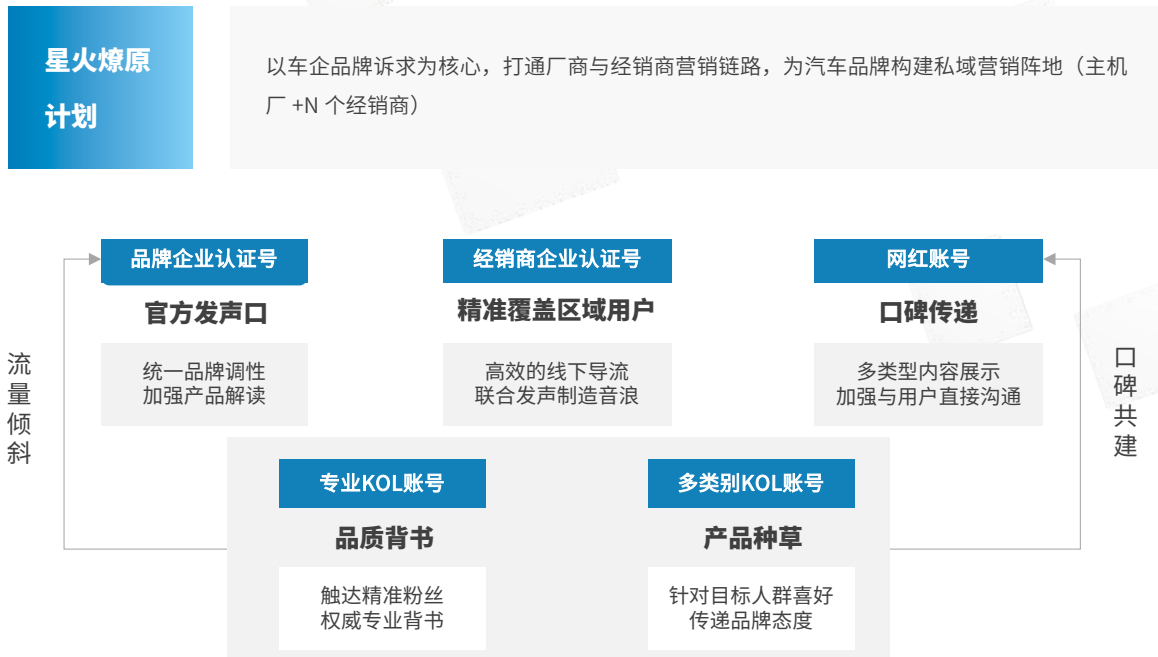 星火燎原
计划
以车企品牌诉求为核心，打通厂商与经销商营销链路，为汽车品牌构建私域营销阵地（主机
厂 +N 个经销商）
品牌企业认证号
官方发声口
统一品牌调性
加强产品解读
经销商企业认证号
精准覆盖区域用户
高效的线下导流
联合发声制造音浪
网红账号
口碑传递
多类型内容展示
加强与用户直接沟通
流量倾斜
口碑共建
专业KOL账号
品质背书
触达精准粉丝
权威专业背书
多类别KOL账号
产品种草
针对目标人群喜好
传递品牌态度